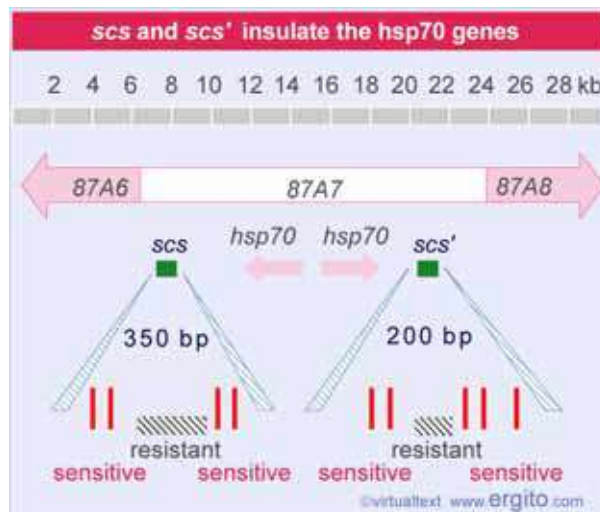 scs and scs' insulate the hsp70 genes
2 4 6 8 10 12 14 16 18 20 22 24 26 28 kb
87A6 87A7 87A8
scs hsp70 hsp70 scs'
350 bp 200 bp
resistant resistant
sensitive sensitive sensitive sensitive
©virtualtext www.ergito.com